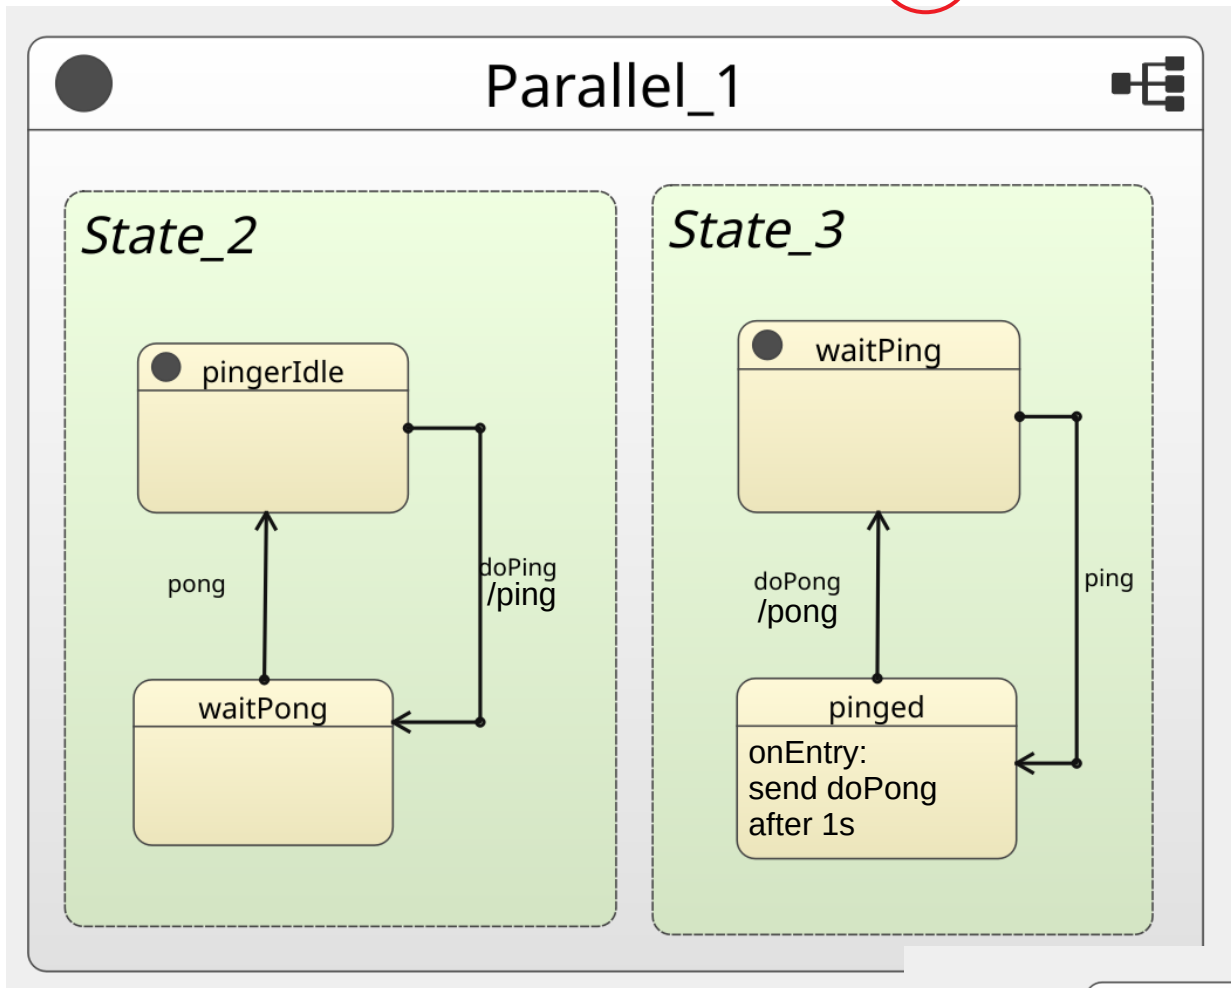 Parallel_1
State_2
pingerIdle
pong
doPing
/ping
waitPong
State_3
waitPing
doPong
/pong
ping
pinged
onEntry:
send doPong
after 1s